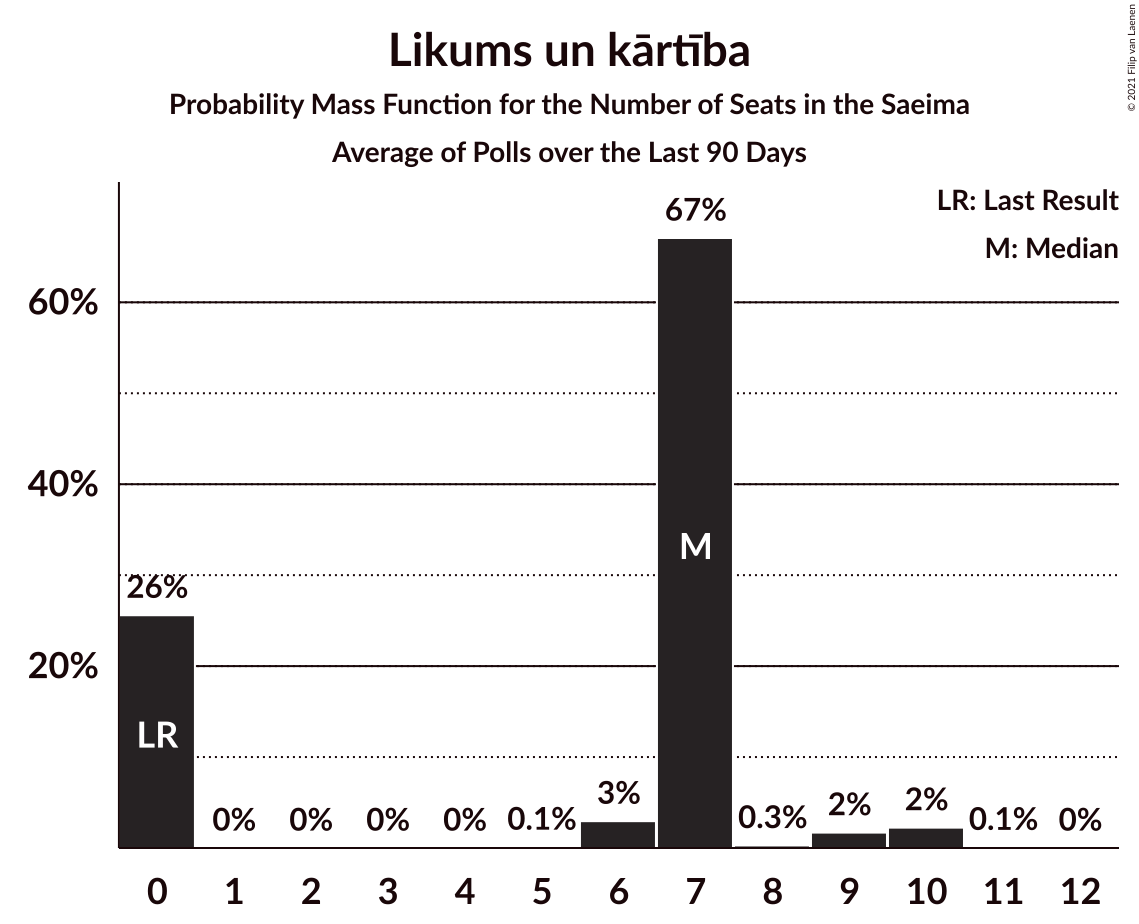 Likums un kārtība
Probability Mass Function for the Number of Seats in the Saeima
Average of Polls over the Last 90 Days
© 2021 Filip van Laenen
LR: Last Result
M: Median
67%
60%
40%
M
26%
20%
LR
0%
0%
0%
0%
0.1%
3%
0.3%
2%
2%
0.1%
0%
0 1 2 3 4 5 6 7 8 9 10 11 12